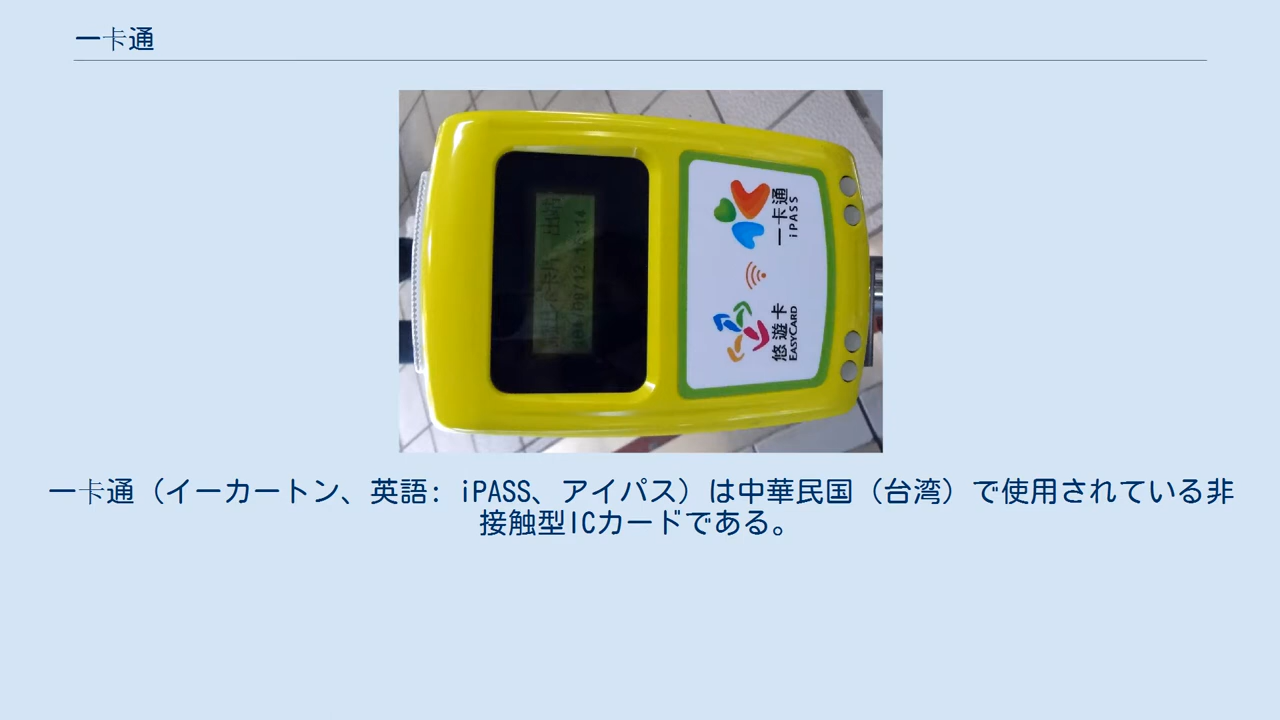 一卡通
一卡通
iPASS
悠遊卡
EASYCARD
一卡通（イーカートン、英語: iPASS、アイパス）は中華民国（台湾）で使用されている非
接触型ICカードである。